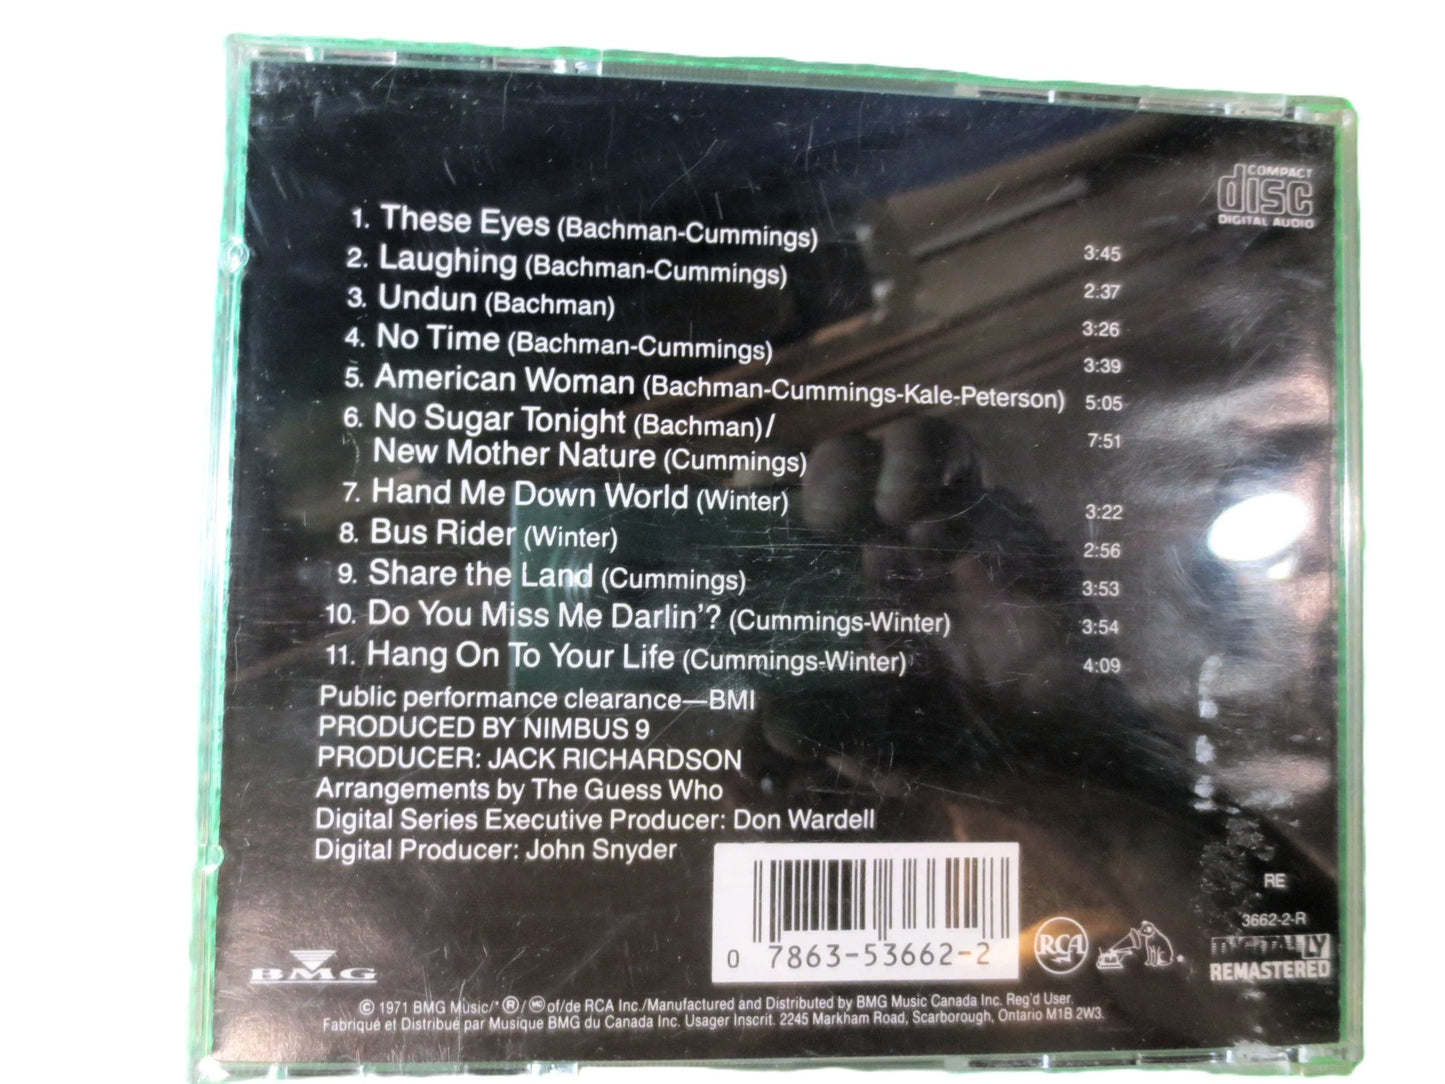 COMPACT
disc
DIGITAL AUDIO
1. These Eyes (Bachman-Cummings) 3:45
2. Laughing (Bachman-Cummings) 2:37
3. Undun (Bachman) 3:26
4. No Time (Bachman-Cummings) 3:39
5. American Woman (Bachman-Cummings-Kale-Peterson) 5:05
6. No Sugar Tonight (Bachman)/ 7:51
New Mother Nature (Cummings)
7. Hand Me Down World (Winter) 3:22
8. Bus Rider (Winter) 2:56
9. Share the Land (Cummings) 3:53
10. Do You Miss Me Darlin'? (Cummings-Winter) 3:54
11. Hang On To Your Life (Cummings-Winter) 4:09
Public performance clearance—BMI
PRODUCED BY NIMBUS 9
PRODUCER: JACK RICHARDSON
Arrangements by The Guess Who
Digital Series Executive Producer: Don Wardell
Digital Producer: John Snyder
RE
3662-2-R
DIGITALLY
REMASTERED
0 7863-53662-2
RCA
BMG
© 1971 BMG Music/*®/MC of/de RCA Inc./Manufactured and Distributed by BMG Music Canada Inc. Reg'd User.
Fabriqué et Distribué par Musique BMG du Canada Inc. Usager Inscrit. 2245 Markham Road, Scarborough, Ontario M1B 2W3.